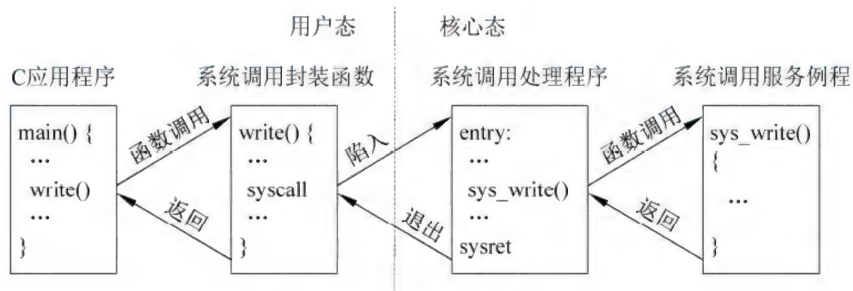 用户态 核心态
C应用程序 系统调用封装函数 系统调用处理程序 系统调用服务例程
main() {
...
write()
...
}
函数调用
返回
write() {
...
syscall
...
}
陷入
退出
entry:
...
sys_write()
...
sysret
函数调用
返回
sys_write()
{
...
}